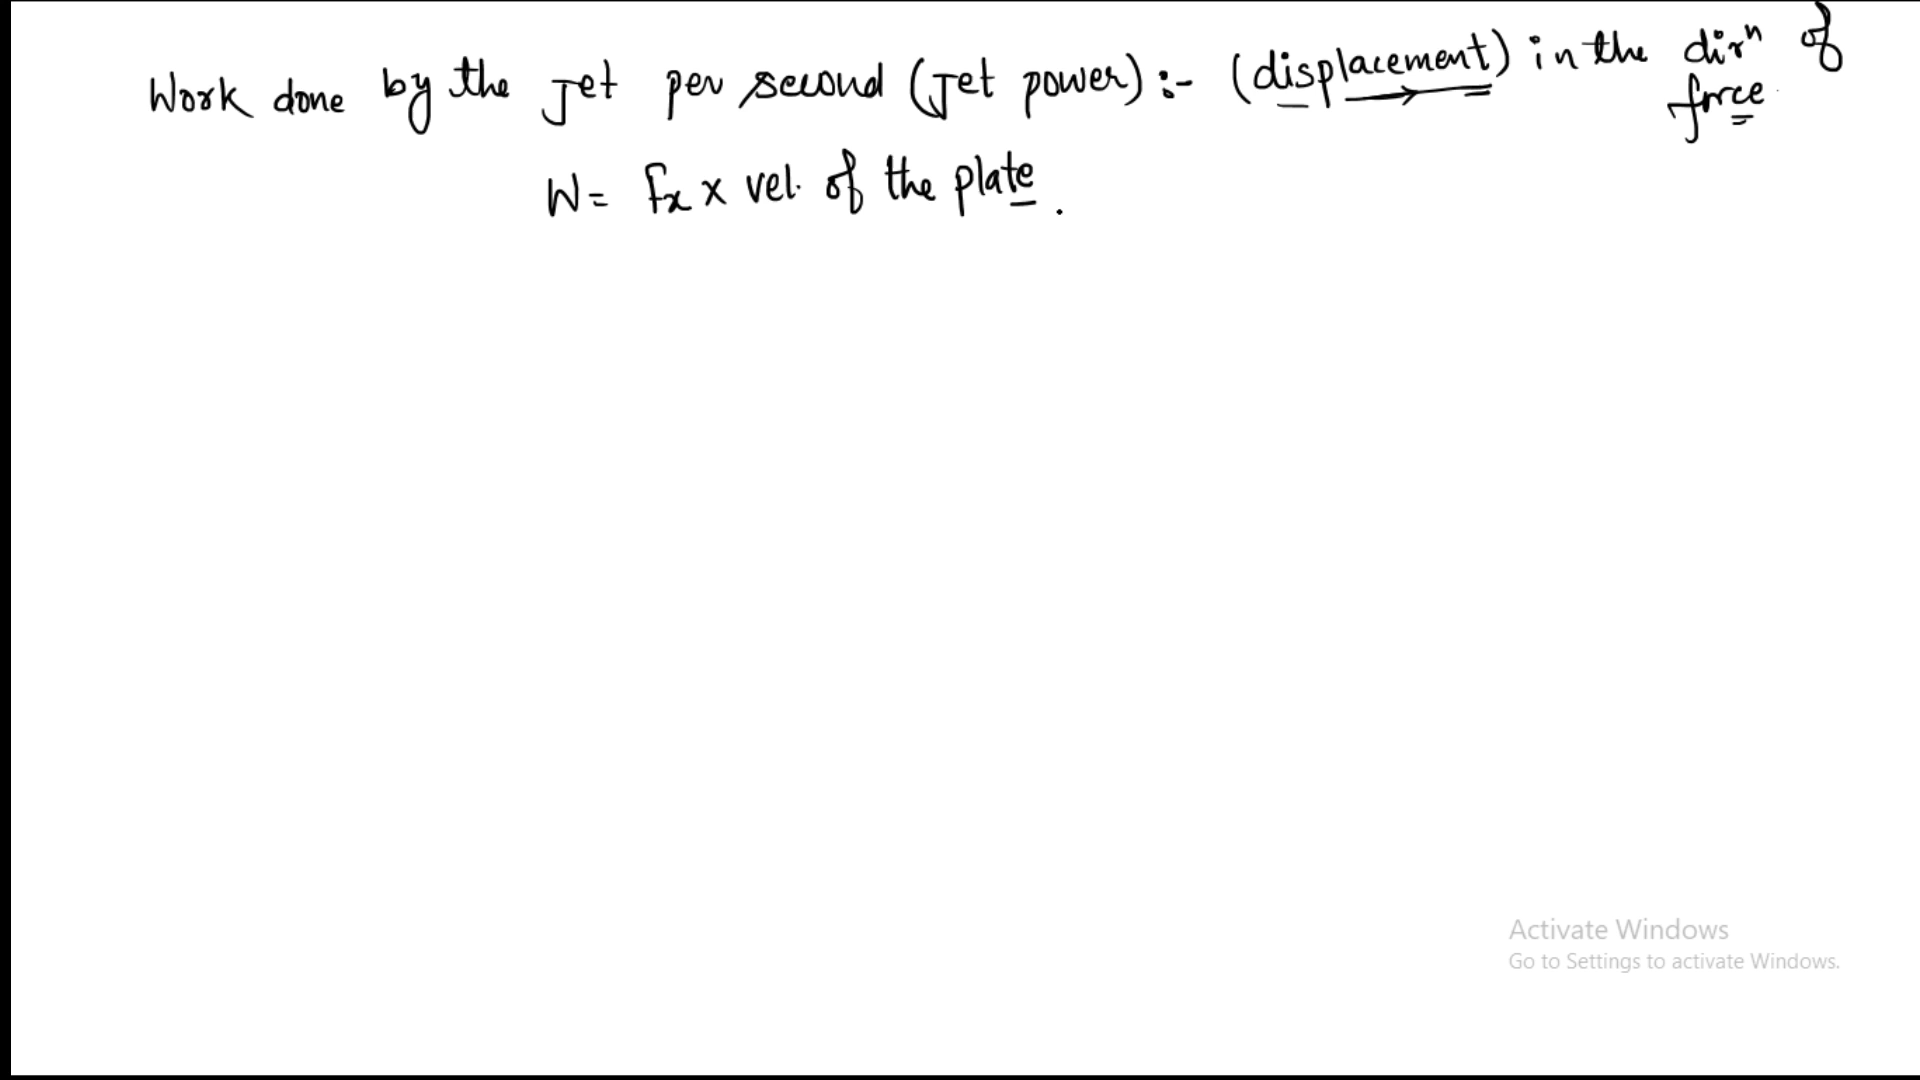 Work done by the Jet per second (Jet power) :- (displacement) in the dirⁿ of
force
W = Fx x vel. of the plate.
Activate Windows
Go to Settings to activate Windows.